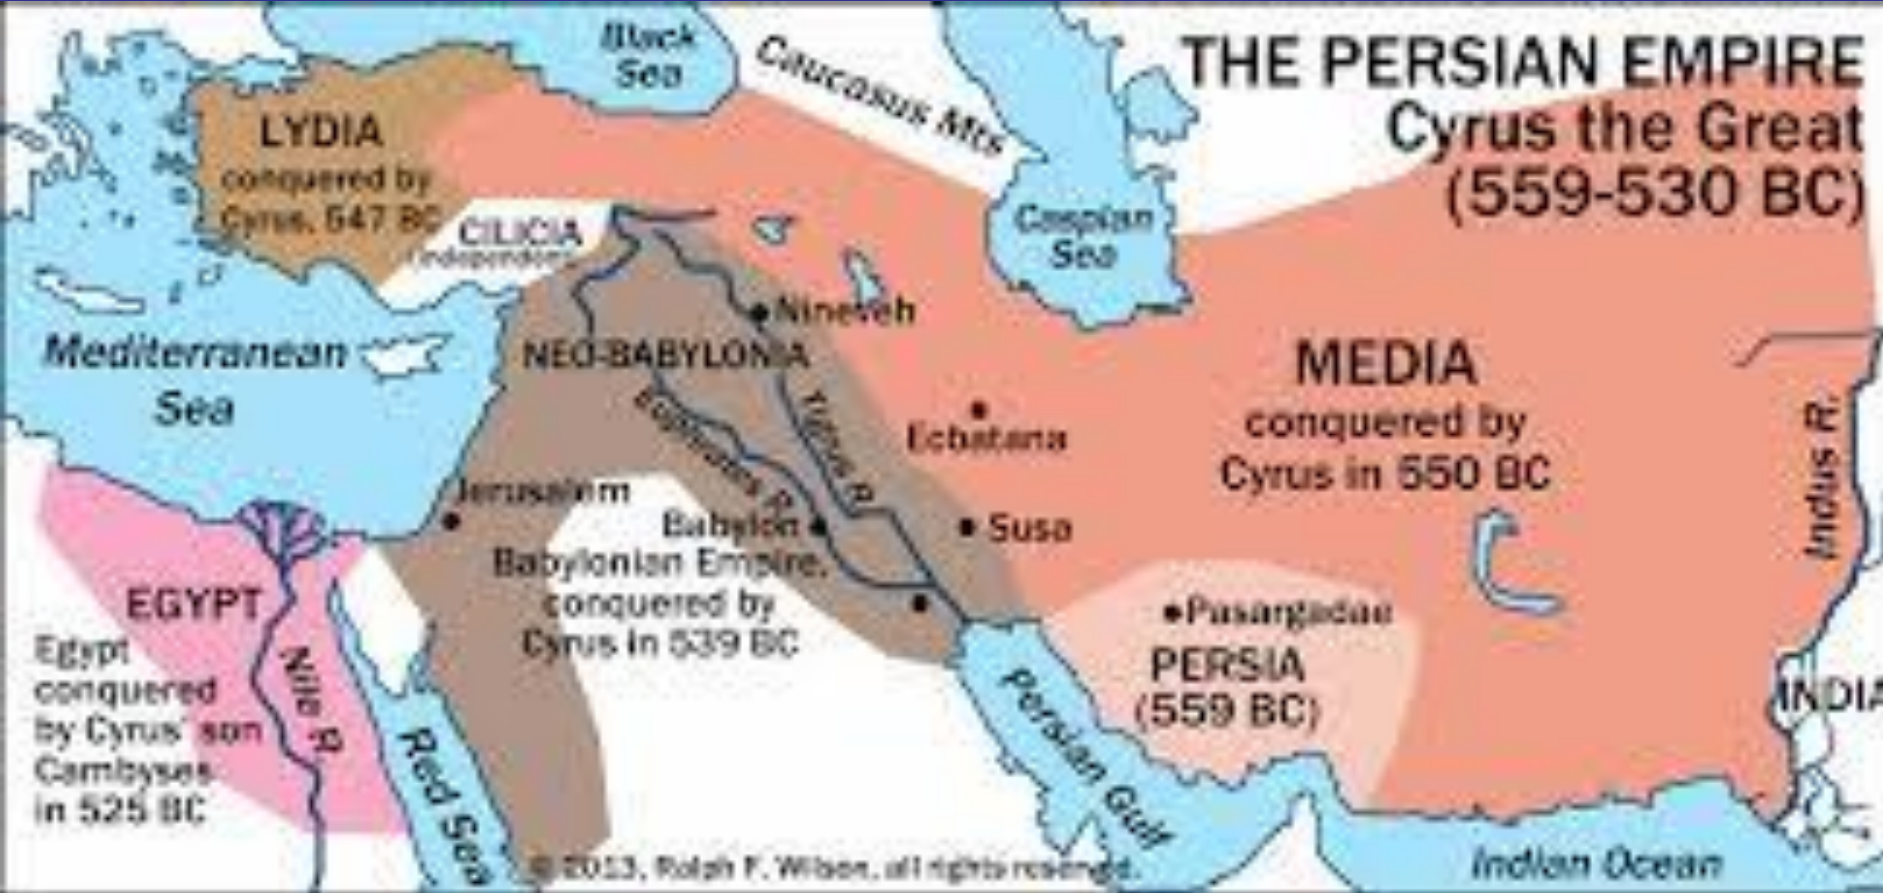 THE PERSIAN EMPIRE
Cyrus the Great
(559-530 BC)
Black
Sea
Caucasus Mts
LYDIA
conquered by
Cyrus, 547 BC
CILICIA
independent
Caspian
Sea
Nineveh
Mediterranean
Sea
NEO-BABYLONIA
MEDIA
conquered by
Cyrus in 550 BC
Euphrates R.
Tigris R.
Ecbatana
Indus R.
Jerusalem
Babylon
Susa
Babylonian Empire,
conquered by
Cyrus in 539 BC
EGYPT
Egypt
conquered
by Cyrus' son
Cambyses
in 525 BC
Nile R.
Pasargadae
PERSIA
(559 BC)
INDIA
Red Sea
Persian Gulf
Indian Ocean
© 2013, Ralph F. Wilson, all rights reserved.